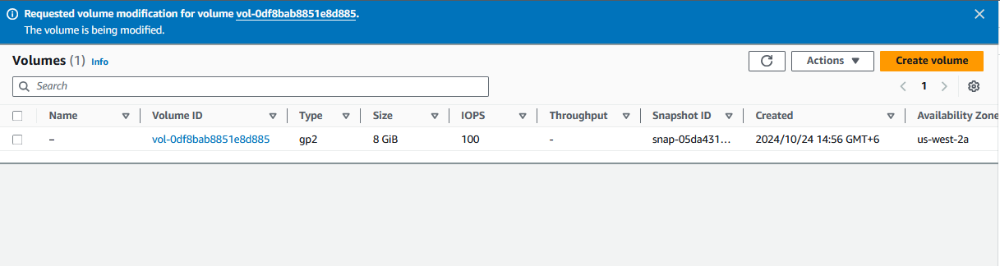 Requested volume modification for volume vol-0df8bab8851e8d885.
The volume is being modified.
Volumes (1) Info
Actions
Create volume
Search
1
Name Volume ID Type Size IOPS Throughput Snapshot ID Created Availability Zone
– vol-0df8bab8851e8d885 gp2 8 GiB 100 - snap-05da431... 2024/10/24 14:56 GMT+6 us-west-2a